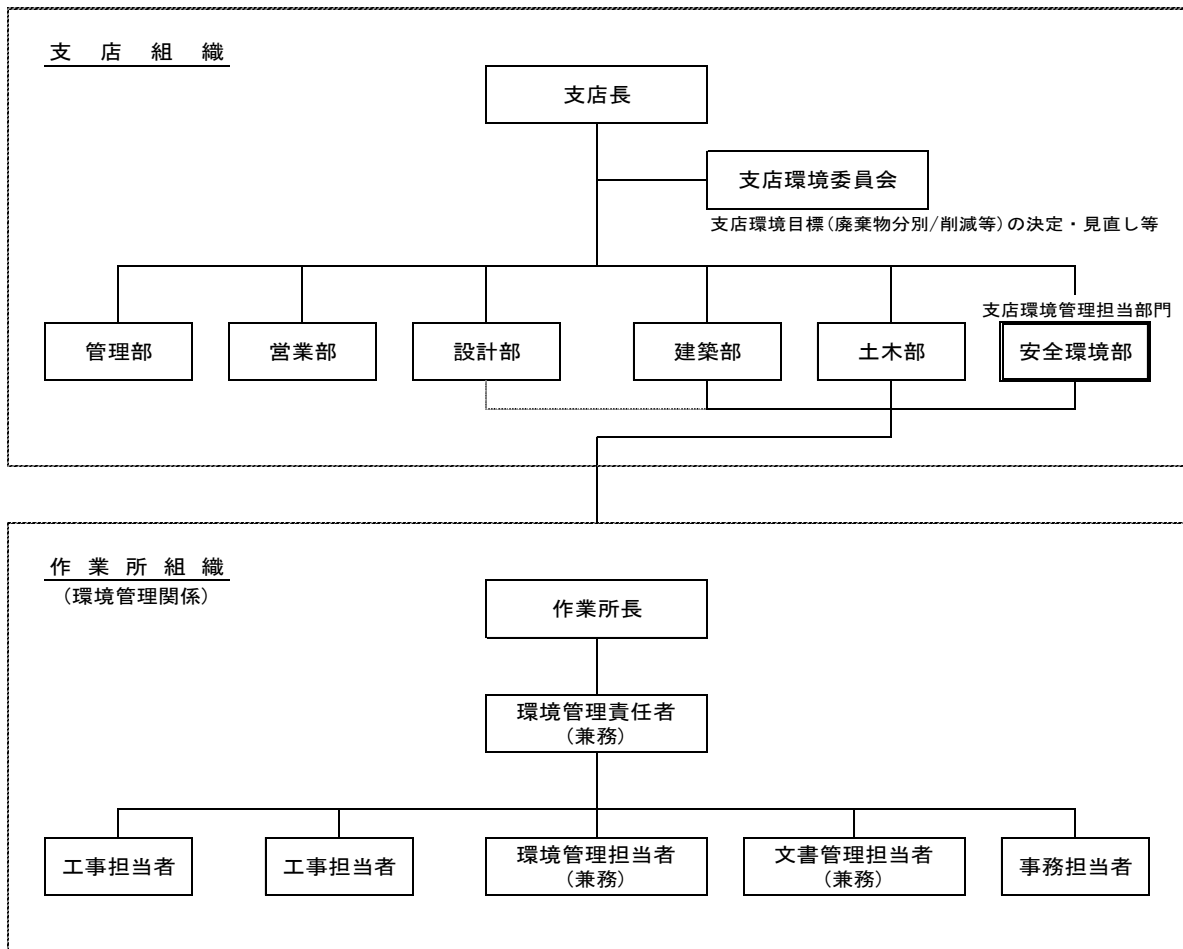 支店組織
支店長
支店環境委員会
支店環境目標(廃棄物分別/削減等)の決定・見直し等
支店環境管理担当部門
管理部
営業部
設計部
建築部
土木部
安全環境部
作業所組織
(環境管理関係)
作業所長
環境管理責任者
(兼務)
工事担当者
工事担当者
環境管理担当者
(兼務)
文書管理担当者
(兼務)
事務担当者